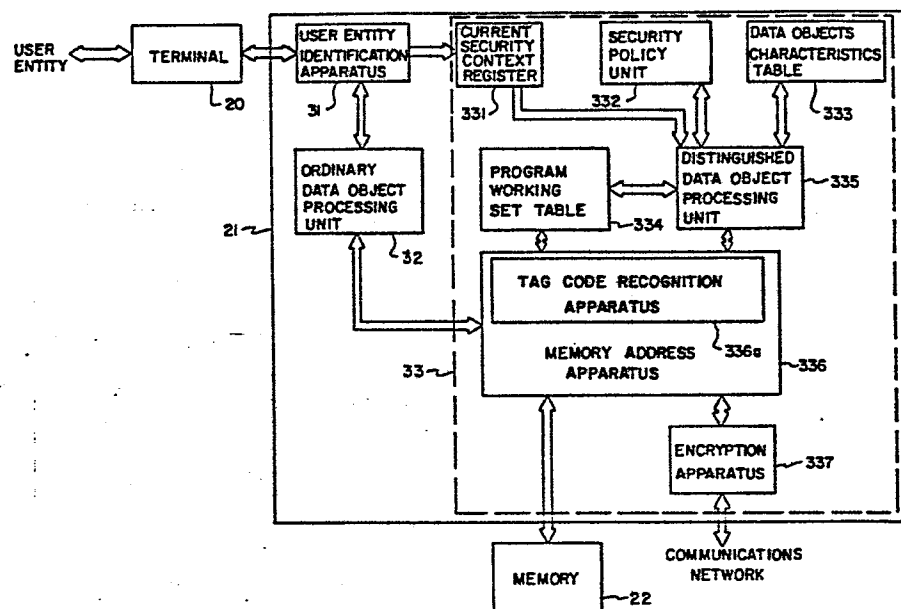 USER
ENTITY
TERMINAL
20
USER ENTITY
IDENTIFICATION
APPARATUS
31
CURRENT
SECURITY
CONTEXT
REGISTER
331
SECURITY
POLICY
UNIT
332
DATA OBJECTS
CHARACTERISTICS
TABLE
333
ORDINARY
DATA OBJECT
PROCESSING
UNIT
32
21
PROGRAM
WORKING
SET TABLE
334
DISTINGUISHED
DATA OBJECT
PROCESSING
UNIT
335
TAG CODE RECOGNITION
APPARATUS
336a
MEMORY ADDRESS
APPARATUS
336
33
ENCRYPTION
APPARATUS
337
MEMORY
22
COMMUNICATIONS
NETWORK